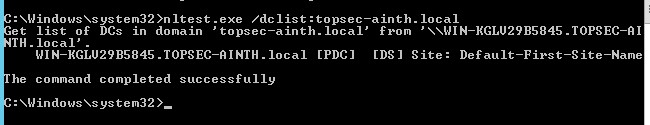 C:\Windows\system32>nltest.exe /dclist:topsec-ainth.local
Get list of DCs in domain 'topsec-ainth.local' from '\\WIN-KGLV29B5845.TOPSEC-AI
NTH.local'.
    WIN-KGLV29B5845.TOPSEC-AINTH.local [PDC]  [DS] Site: Default-First-Site-Name
The command completed successfully
C:\Windows\system32>_